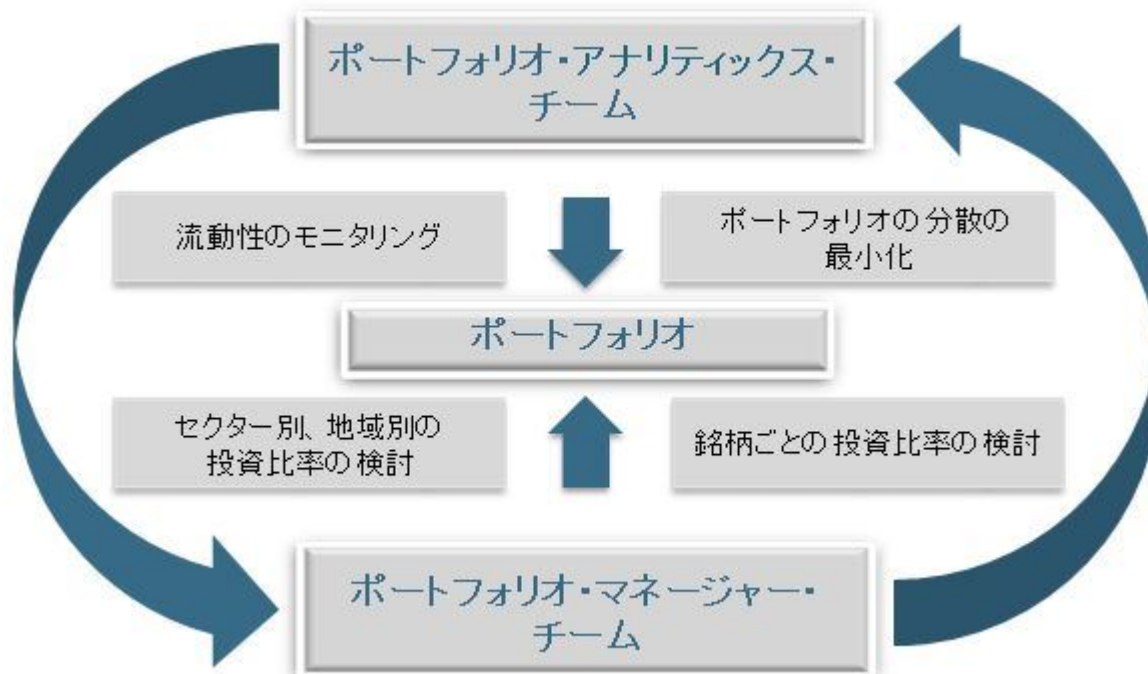 ポートフォリオ・アナリティックス・
チーム
流動性のモニタリング
ポートフォリオの分散の
最小化
ポートフォリオ
セクター別、地域別の
投資比率の検討
銘柄ごとの投資比率の検討
ポートフォリオ・マネージャー・
チーム